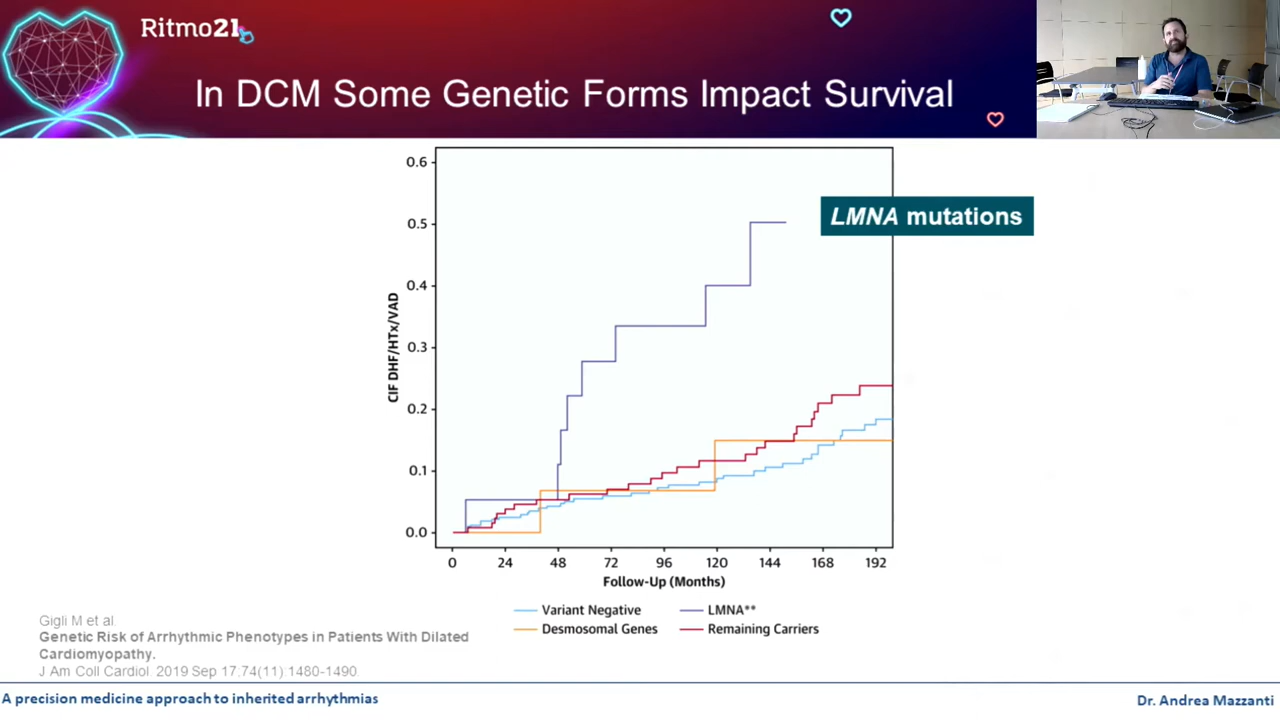 Ritmo21
In DCM Some Genetic Forms Impact Survival
LMNA mutations
0.6
0.5
0.4
0.3
0.2
0.1
0.0
CIF DHF/HTx/VAD
0 24 48 72 96 120 144 168 192
Follow-Up (Months)
Variant Negative LMNA**
Desmosomal Genes Remaining Carriers
Gigli M et al.
Genetic Risk of Arrhythmic Phenotypes in Patients With Dilated
Cardiomyopathy.
J Am Coll Cardiol. 2019 Sep 17.74(11).1480-1490.
A precision medicine approach to inherited arrhythmias
Dr. Andrea Mazzanti